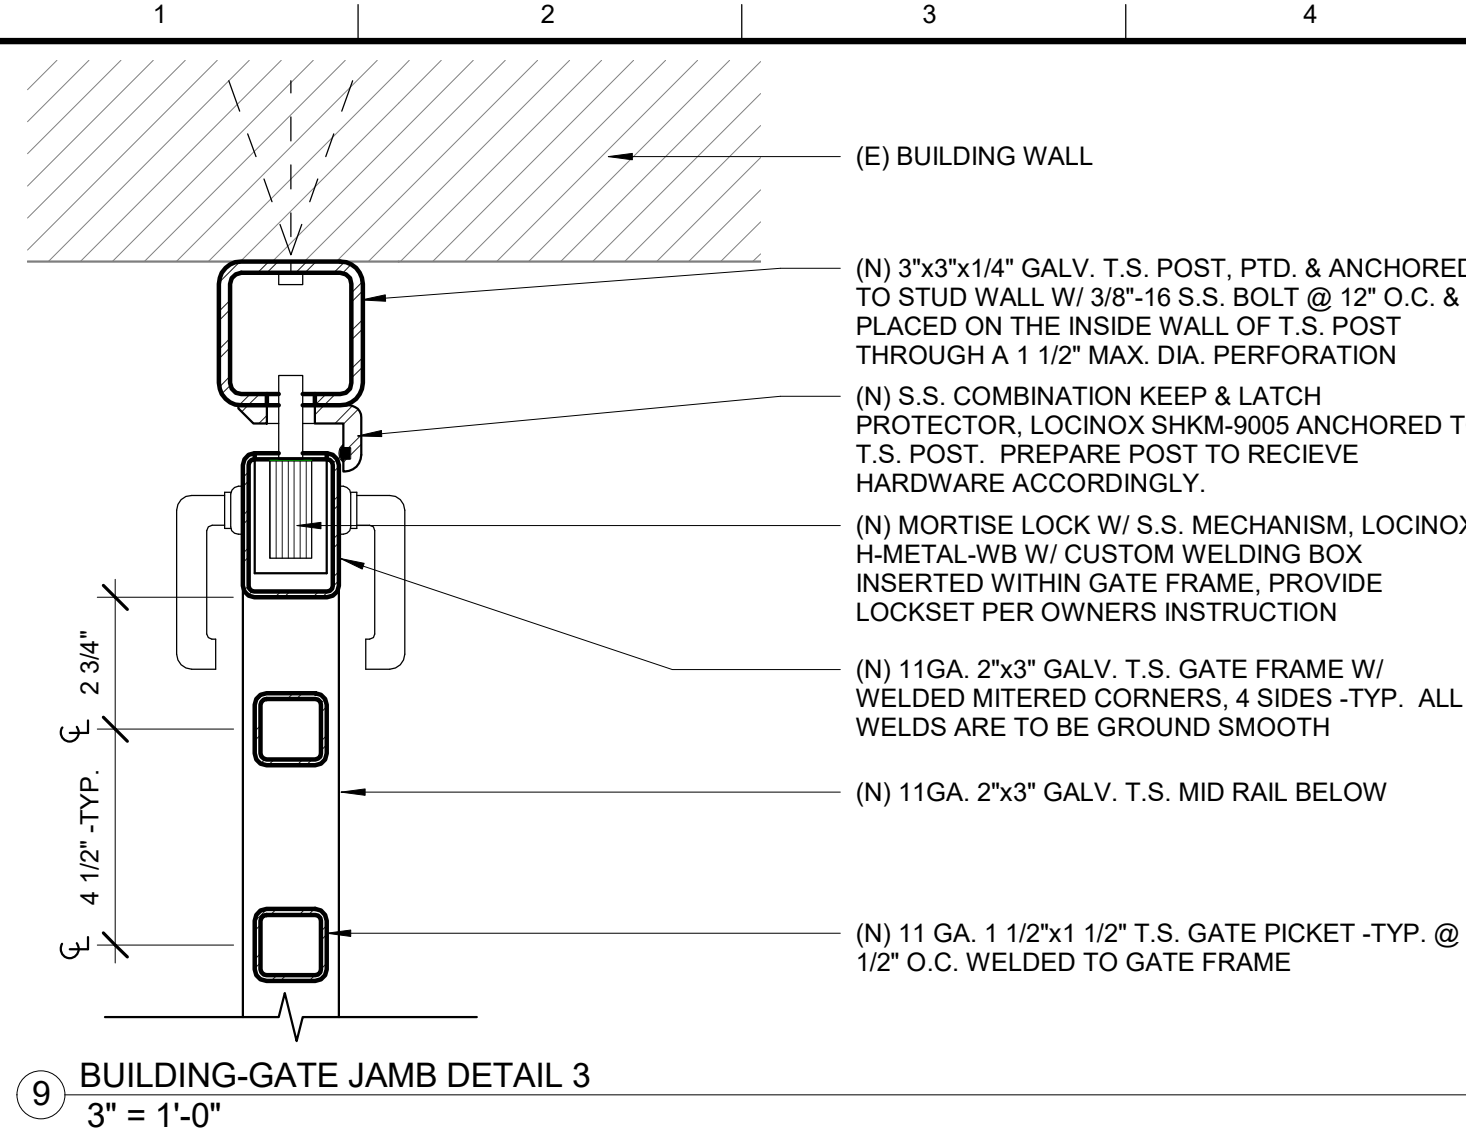 1 2 3 4
(E) BUILDING WALL
(N) 3"x3"x1/4" GALV. T.S. POST, PTD. & ANCHORED
TO STUD WALL W/ 3/8"-16 S.S. BOLT @ 12" O.C. &
PLACED ON THE INSIDE WALL OF T.S. POST
THROUGH A 1 1/2" MAX. DIA. PERFORATION
(N) S.S. COMBINATION KEEP & LATCH
PROTECTOR, LOCINOX SHKM-9005 ANCHORED T
T.S. POST.  PREPARE POST TO RECIEVE
HARDWARE ACCORDINGLY.
(N) MORTISE LOCK W/ S.S. MECHANISM, LOCINOX
H-METAL-WB W/ CUSTOM WELDING BOX
INSERTED WITHIN GATE FRAME, PROVIDE
LOCKSET PER OWNERS INSTRUCTION
(N) 11GA. 2"x3" GALV. T.S. GATE FRAME W/
WELDED MITERED CORNERS, 4 SIDES -TYP.  ALL
WELDS ARE TO BE GROUND SMOOTH
(N) 11GA. 2"x3" GALV. T.S. MID RAIL BELOW
(N) 11 GA. 1 1/2"x1 1/2" T.S. GATE PICKET -TYP. @
1/2" O.C. WELDED TO GATE FRAME
2 3/4"
℄
4 1/2" -TYP.
℄
9 BUILDING-GATE JAMB DETAIL 3
3" = 1'-0"